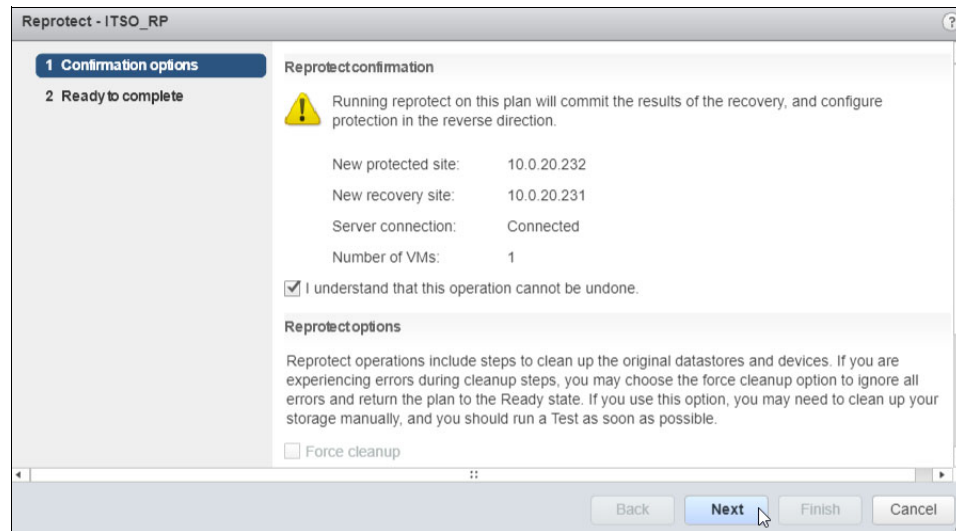 Reprotect - ITSO_RP
?
1 Confirmation options
2 Ready to complete
Reprotect confirmation
Running reprotect on this plan will commit the results of the recovery, and configure
protection in the reverse direction.
New protected site: 10.0.20.232
New recovery site: 10.0.20.231
Server connection: Connected
Number of VMs: 1
I understand that this operation cannot be undone.
Reprotect options
Reprotect operations include steps to clean up the original datastores and devices. If you are
experiencing errors during cleanup steps, you may choose the force cleanup option to ignore all
errors and return the plan to the Ready state. If you use this option, you may need to clean up your
storage manually, and you should run a Test as soon as possible.
Force cleanup
Back Next Finish Cancel